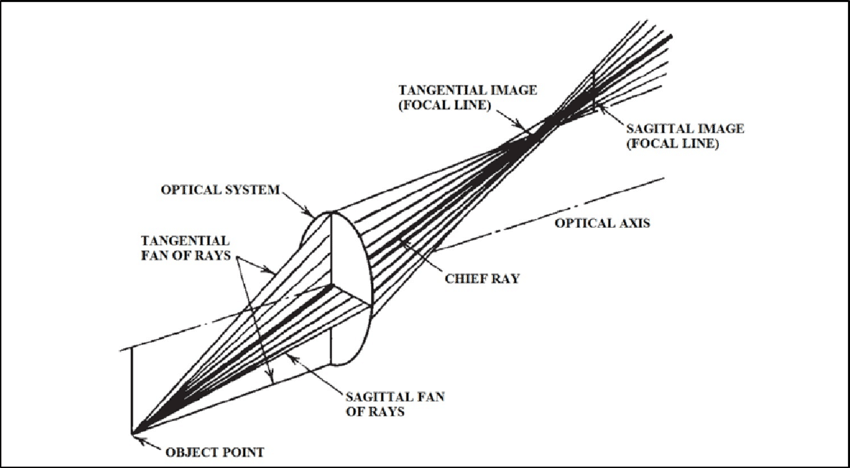 TANGENTIAL IMAGE
(FOCAL LINE)
SAGITTAL IMAGE
(FOCAL LINE)
OPTICAL SYSTEM
OPTICAL AXIS
TANGENTIAL
FAN OF RAYS
CHIEF RAY
SAGITTAL FAN
OF RAYS
OBJECT POINT